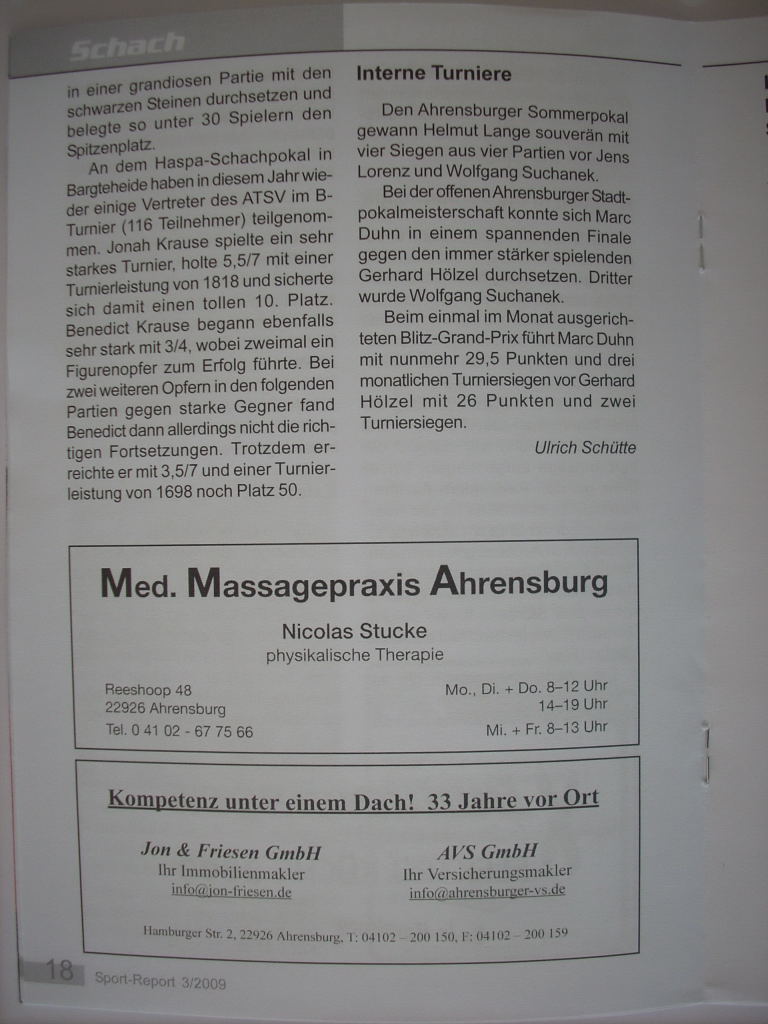 Schach
in einer grandiosen Partie mit den
schwarzen Steinen durchsetzen und
belegte so unter 30 Spielern den
Spitzenplatz.
An dem Haspa-Schachpokal in
Bargteheide haben in diesem Jahr wie-
der einige Vertreter des ATSV im B-
Turnier (116 Teilnehmer) teilgenom-
men. Jonah Krause spielte ein sehr
starkes Turnier, holte 5,5/7 mit einer
Turnierleistung von 1818 und sicherte
sich damit einen tollen 10. Platz.
Benedict Krause begann ebenfalls
sehr stark mit 3/4, wobei zweimal ein
Figurenopfer zum Erfolg führte. Bei
zwei weiteren Opfern in den folgenden
Partien gegen starke Gegner fand
Benedict dann allerdings nicht die rich-
tigen Fortsetzungen. Trotzdem er-
reichte er mit 3,5/7 und einer Turnier-
leistung von 1698 noch Platz 50.
Interne Turniere
Den Ahrensburger Sommerpokal
gewann Helmut Lange souverän mit
vier Siegen aus vier Partien vor Jens
Lorenz und Wolfgang Suchanek.
Bei der offenen Ahrensburger Stadt-
pokalmeisterschaft konnte sich Marc
Duhn in einem spannenden Finale
gegen den immer stärker spielenden
Gerhard Hölzel durchsetzen. Dritter
wurde Wolfgang Suchanek.
Beim einmal im Monat ausgerich-
teten Blitz-Grand-Prix führt Marc Duhn
mit nunmehr 29,5 Punkten und drei
monatlichen Turniersiegen vor Gerhard
Hölzel mit 26 Punkten und zwei
Turniersiegen.
Ulrich Schütte
Med. Massagepraxis Ahrensburg
Nicolas Stucke
physikalische Therapie
Reeshoop 48
22926 Ahrensburg
Tel. 0 41 02 - 67 75 66
Mo., Di. + Do. 8–12 Uhr
14–19 Uhr
Mi. + Fr. 8–13 Uhr
Kompetenz unter einem Dach! 33 Jahre vor Ort
Jon & Friesen GmbH
Ihr Immobilienmakler
info@jon-friesen.de
AVS GmbH
Ihr Versicherungsmakler
info@ahrensburger-vs.de
Hamburger Str. 2, 22926 Ahrensburg, T: 04102 – 200 150, F: 04102 – 200 159
18 Sport-Report 3/2009